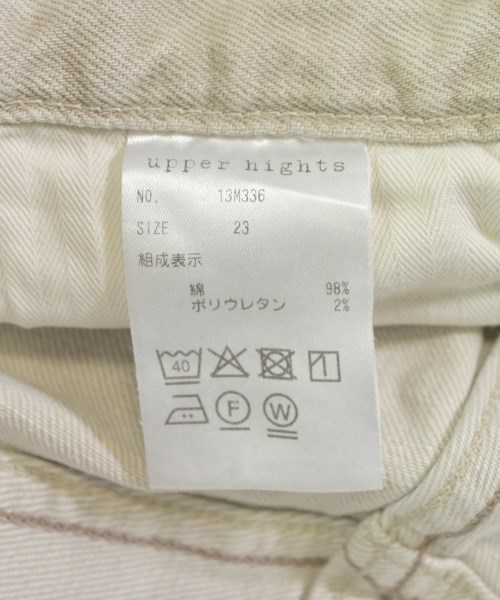 upper hights
NO. 13M336
SIZE 23
組成表示
綿 98%
ポリウレタン 2%
40
F W